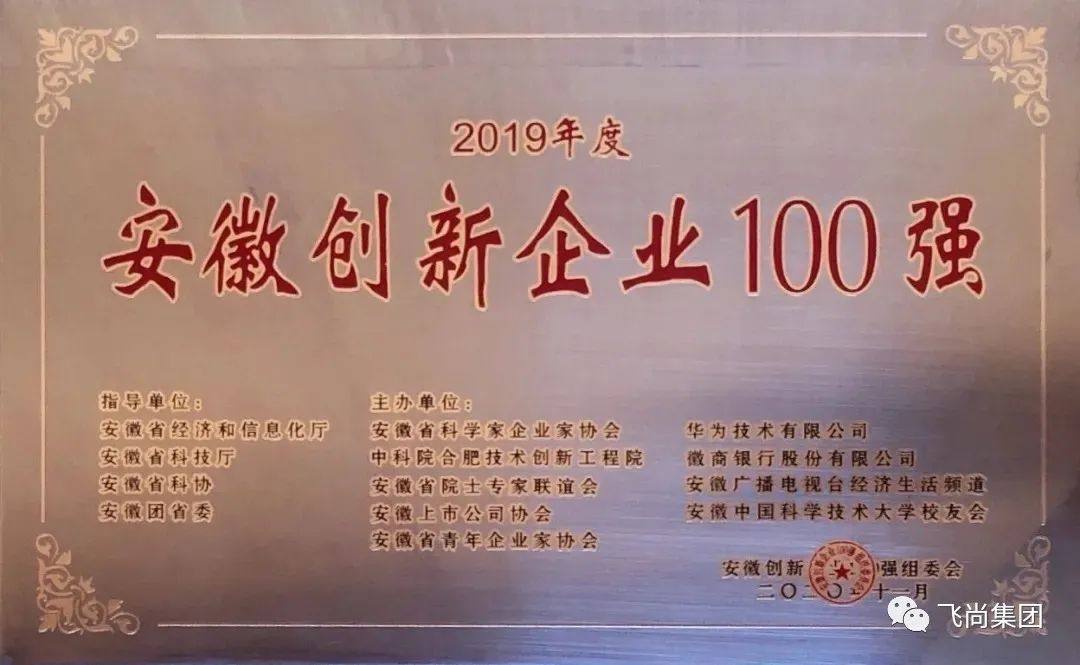 2019年度
安徽创新企业100强
指导单位：
安徽省经济和信息化厅
安徽省科技厅
安徽省科协
安徽团省委
主办单位：
安徽省科学家企业家协会
中科院合肥技术创新工程院
安徽省院士专家联谊会
安徽上市公司协会
安徽省青年企业家协会
华为技术有限公司
徽商银行股份有限公司
安徽广播电视台经济生活频道
安徽中国科学技术大学校友会
安徽创新 强组委会
二〇二〇年十一月
飞尚集团